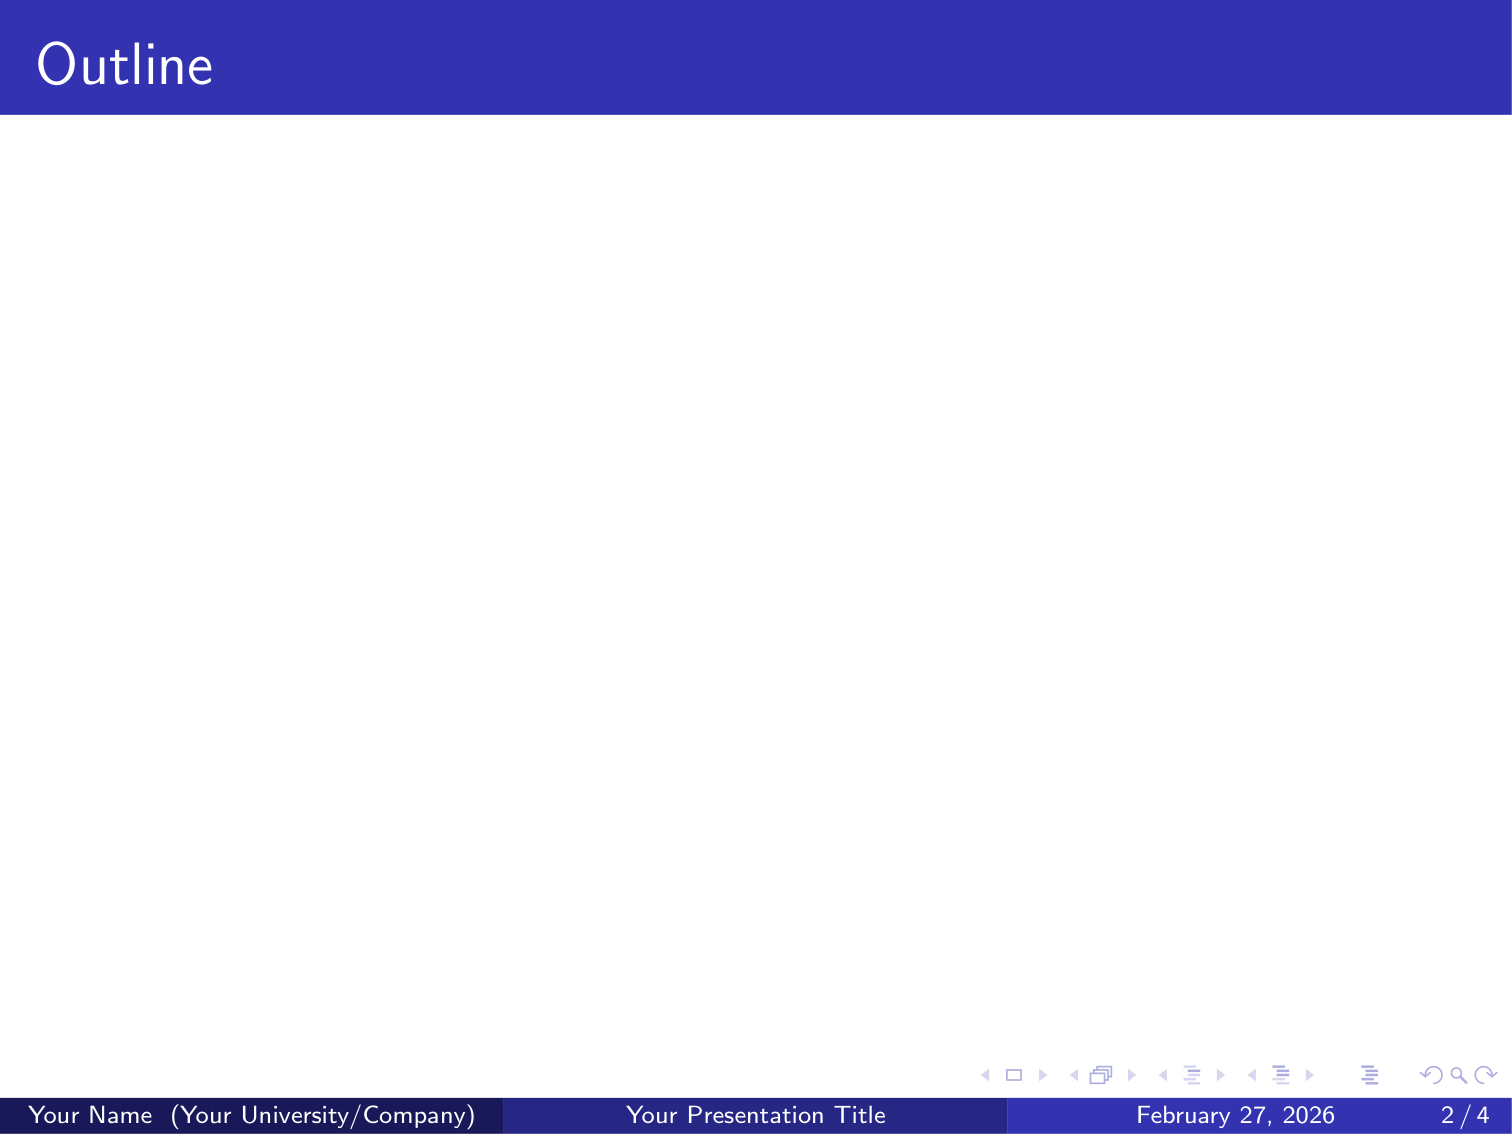 Outline
Your Name (Your University/Company)
Your Presentation Title
February 27, 2026
2 / 4